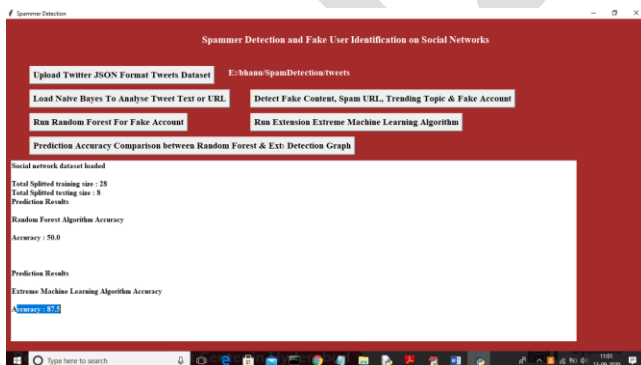 Spammer Detection
Spammer Detection and Fake User Identification on Social Networks
Upload Twitter JSON Format Tweets Dataset
E:/bhanu/SpamDetection/tweets
Load Naive Bayes To Analyse Tweet Text or URL
Detect Fake Content, Spam URL, Trending Topic & Fake Account
Run Random Forest For Fake Account
Run Extension Extreme Machine Learning Algorithm
Prediction Accuracy Comparison between Random Forest & Ext: Detection Graph
Social network dataset loaded
Total Splitted training size : 28
Total Splitted testing size : 8
Prediction Results
Random Forest Algorithm Accuracy
Accuracy : 50.0
Prediction Results
Extreme Machine Learning Algorithm Accuracy
Accuracy : 87.5
Type here to search
11:01